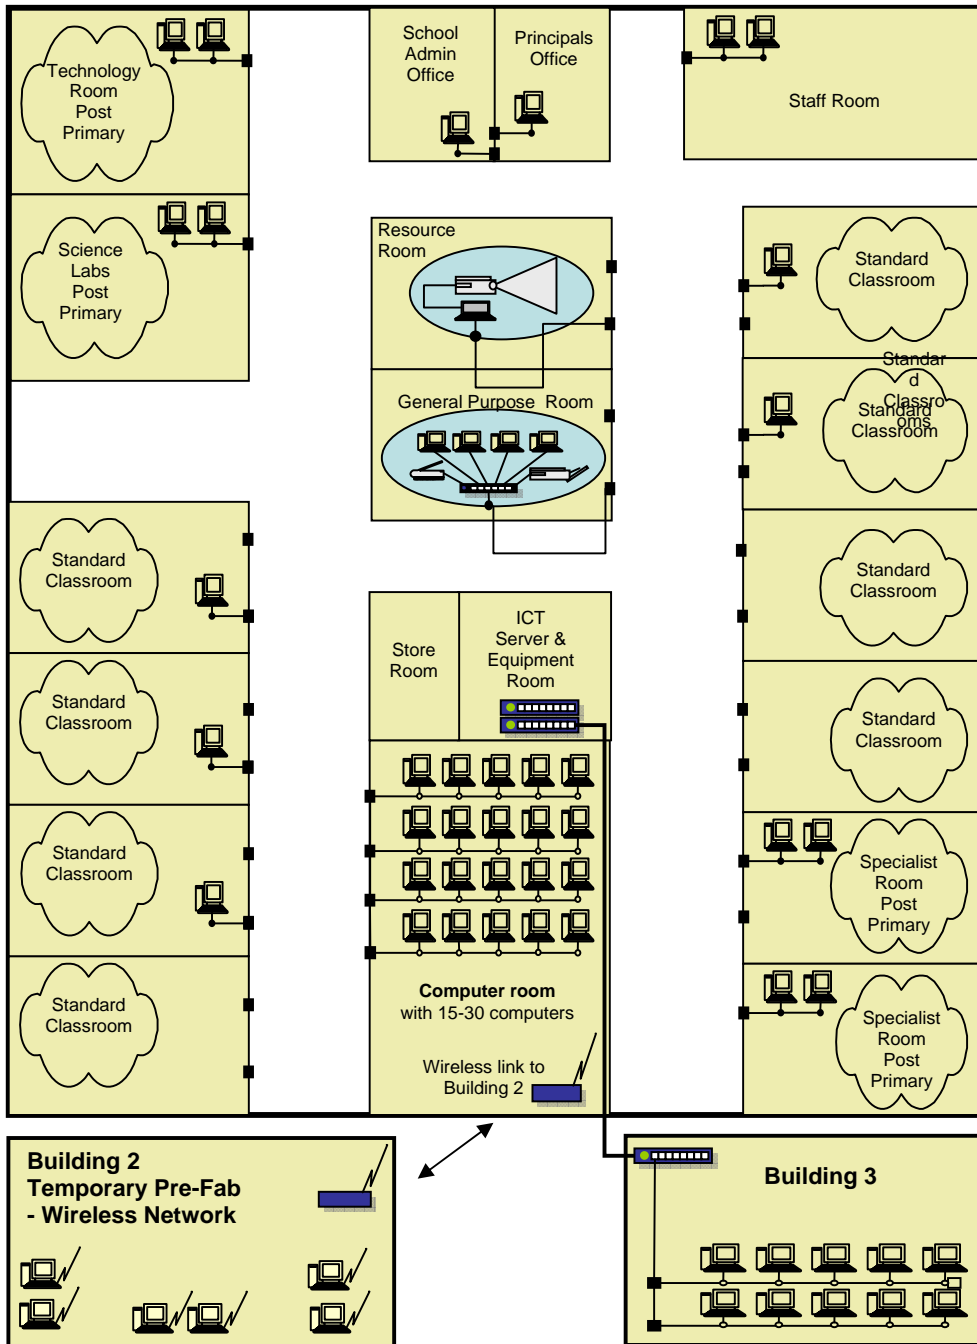 Technology
Room
Post
Primary
School
Admin
Office
Principals
Office
Staff Room
Science
Labs
Post
Primary
Resource
Room
General Purpose Room
Standard
Classroom
Standar
d
Classro
oms
Standard
Classroom
Standard
Classroom
Standard
Classroom
Specialist
Room
Post
Primary
Specialist
Room
Post
Primary
Standard
Classroom
Standard
Classroom
Standard
Classroom
Standard
Classroom
Store
Room
ICT
Server &
Equipment
Room
Computer room
with 15-30 computers
Wireless link to
Building 2
Building 2
Temporary Pre-Fab
- Wireless Network
Building 3